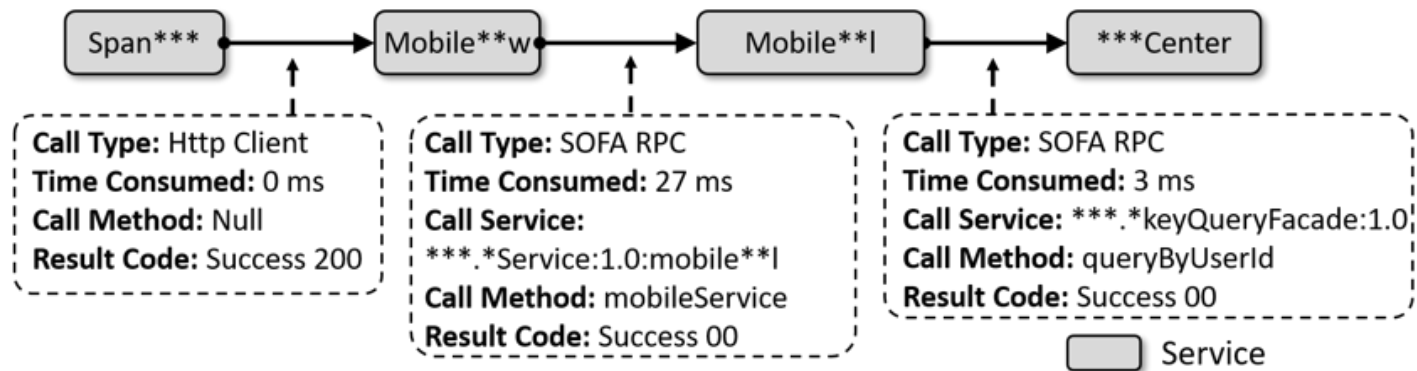 Span***
Mobile**w
Mobile**l
***Center
Call Type: Http Client
Time Consumed: 0 ms
Call Method: Null
Result Code: Success 200
Call Type: SOFA RPC
Time Consumed: 27 ms
Call Service:
***.*Service:1.0:mobile**l
Call Method: mobileService
Result Code: Success 00
Call Type: SOFA RPC
Time Consumed: 3 ms
Call Service: ***.*keyQueryFacade:1.0
Call Method: queryByUserId
Result Code: Success 00
Service